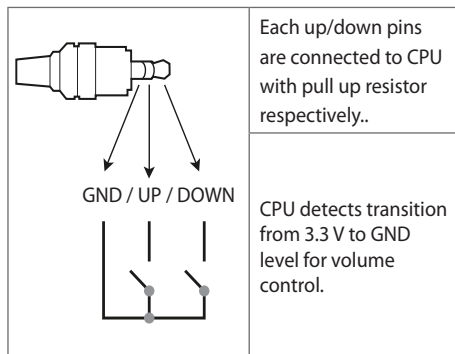 GND / UP / DOWN
Each up/down pins
are connected to CPU
with pull up resistor
respectively..
CPU detects transition
from 3.3 V to GND
level for volume
control.